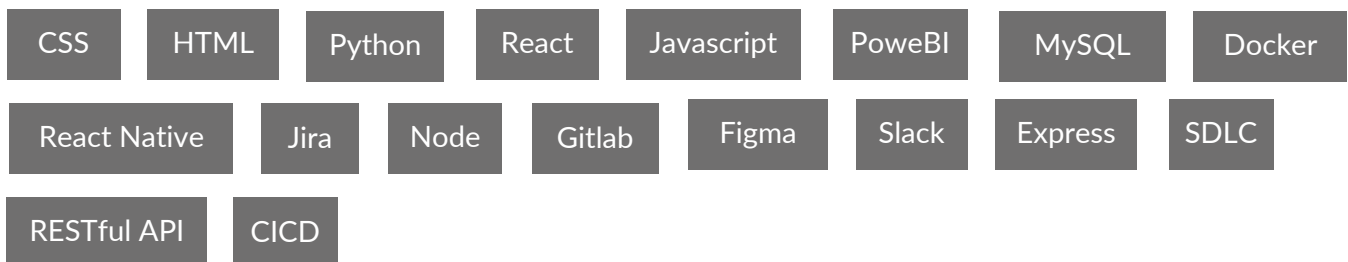 CSS HTML Python React Javascript PoweBI MySQL Docker
React Native Jira Node Gitlab Figma Slack Express SDLC
RESTful API CICD